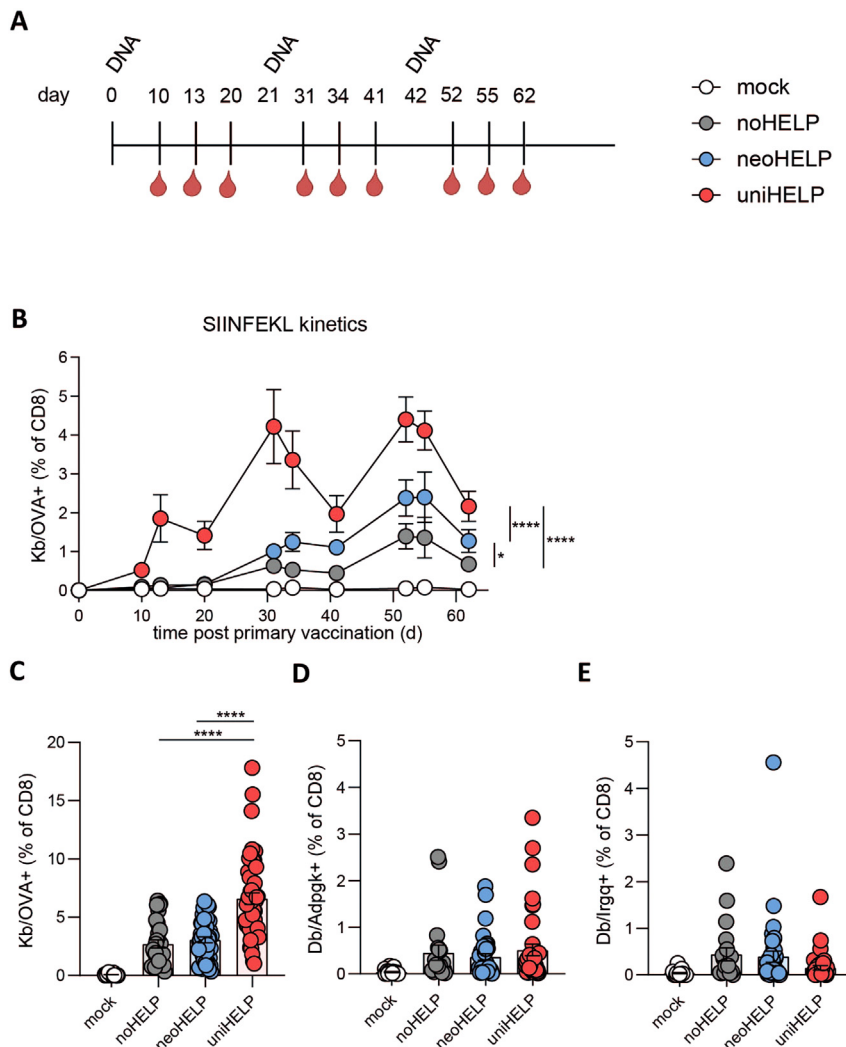 A
DNA DNA DNA
day 0 10 13 20 21 31 34 41 42 52 55 62
mock
noHELP
neoHELP
uniHELP
B
SIINFEKL kinetics
Kb/OVA+ (% of CD8)
6
5
4
3
2
1
0
**** ****
*
0 10 20 30 40 50 60
time post primary vaccination (d)
C
****
****
Kb/OVA+ (% of CD8)
20
15
10
5
0
mock noHELP neoHELP uniHELP
D
Db/Adpgk+ (% of CD8)
5
4
3
2
1
0
mock noHELP neoHELP uniHELP
E
Db/Irgq+ (% of CD8)
5
4
3
2
1
0
mock noHELP neoHELP uniHELP